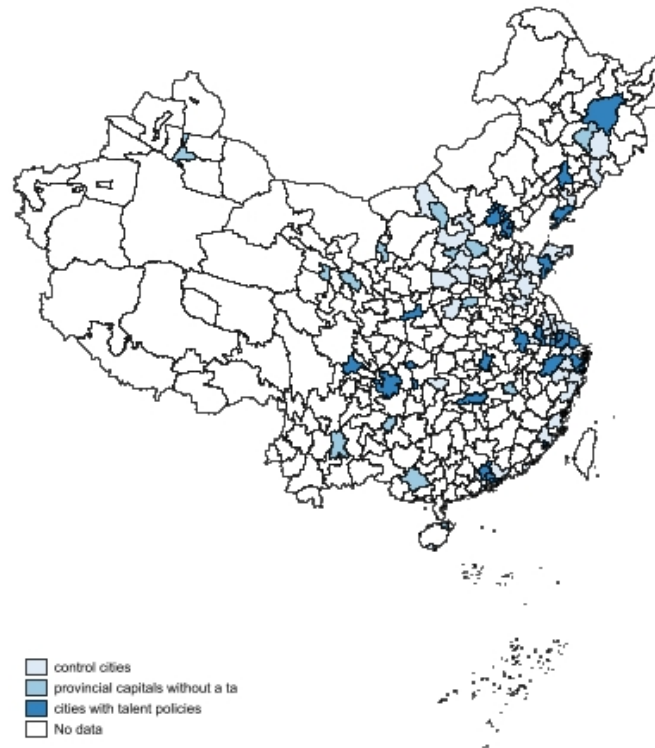 control cities
provincial capitals without a ta
cities with talent policies
No data